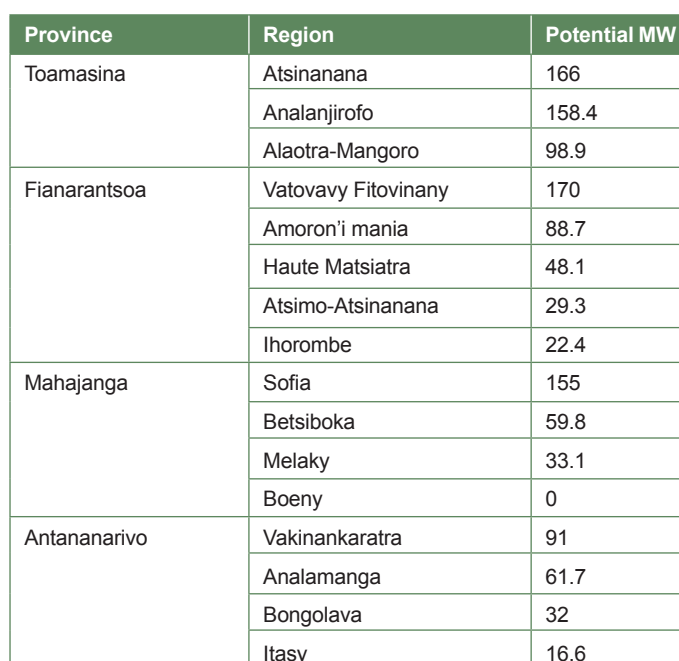 Province Region Potential MW
Toamasina Atsinanana 166
Analanjirofo 158.4
Alaotra-Mangoro 98.9
Fianarantsoa Vatovavy Fitovinany 170
Amoron'i mania 88.7
Haute Matsiatra 48.1
Atsimo-Atsinanana 29.3
Ihorombe 22.4
Mahajanga Sofia 155
Betsiboka 59.8
Melaky 33.1
Boeny 0
Antananarivo Vakinankaratra 91
Analamanga 61.7
Bongolava 32
Itasy 16.6